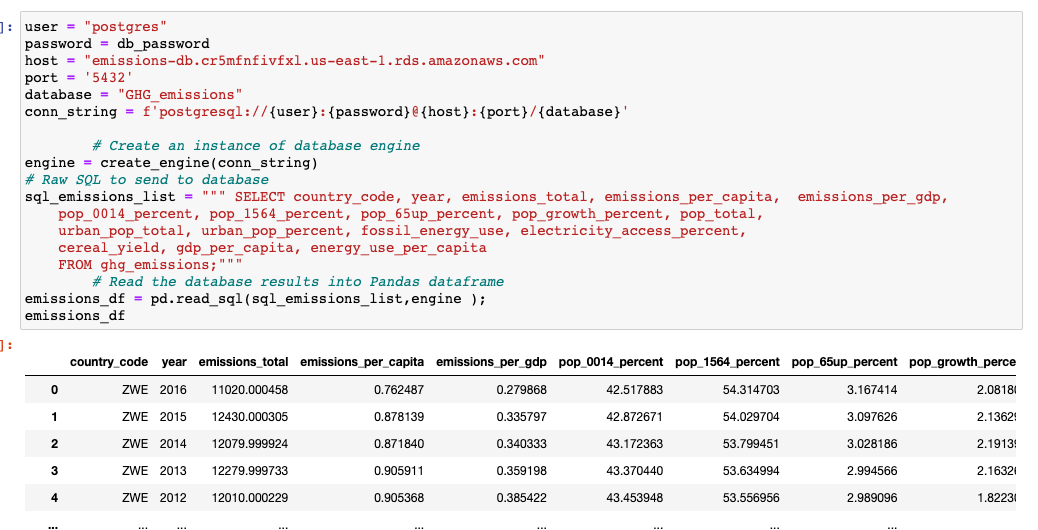 ]: user = "postgres"
password = db_password
host = "emissions-db.cr5mfnfivfxl.us-east-1.rds.amazonaws.com"
port = '5432'
database = "GHG_emissions"
conn_string = f'postgresql://{user}:{password}@{host}:{port}/{database}'
# Create an instance of database engine
engine = create_engine(conn_string)
# Raw SQL to send to database
sql_emissions_list = """ SELECT country_code, year, emissions_total, emissions_per_capita,  emissions_per_gdp,
pop_0014_percent, pop_1564_percent, pop_65up_percent, pop_growth_percent, pop_total,
urban_pop_total, urban_pop_percent, fossil_energy_use, electricity_access_percent,
cereal_yield, gdp_per_capita, energy_use_per_capita
FROM ghg_emissions;"""
# Read the database results into Pandas dataframe
emissions_df = pd.read_sql(sql_emissions_list,engine );
emissions_df
]:
country_code year emissions_total emissions_per_capita emissions_per_gdp pop_0014_percent pop_1564_percent pop_65up_percent pop_growth_perce
0 ZWE 2016 11020.000458 0.762487 0.279868 42.517883 54.314703 3.167414 2.0818
1 ZWE 2015 12430.000305 0.878139 0.335797 42.872671 54.029704 3.097626 2.1362
2 ZWE 2014 12079.999924 0.871840 0.340333 43.172363 53.799451 3.028186 2.1913
3 ZWE 2013 12279.999733 0.905911 0.359198 43.370440 53.634994 2.994566 2.1632
4 ZWE 2012 12010.000229 0.905368 0.385422 43.453948 53.556956 2.989096 1.8223
... ... ... ... ... ... ... ... ...